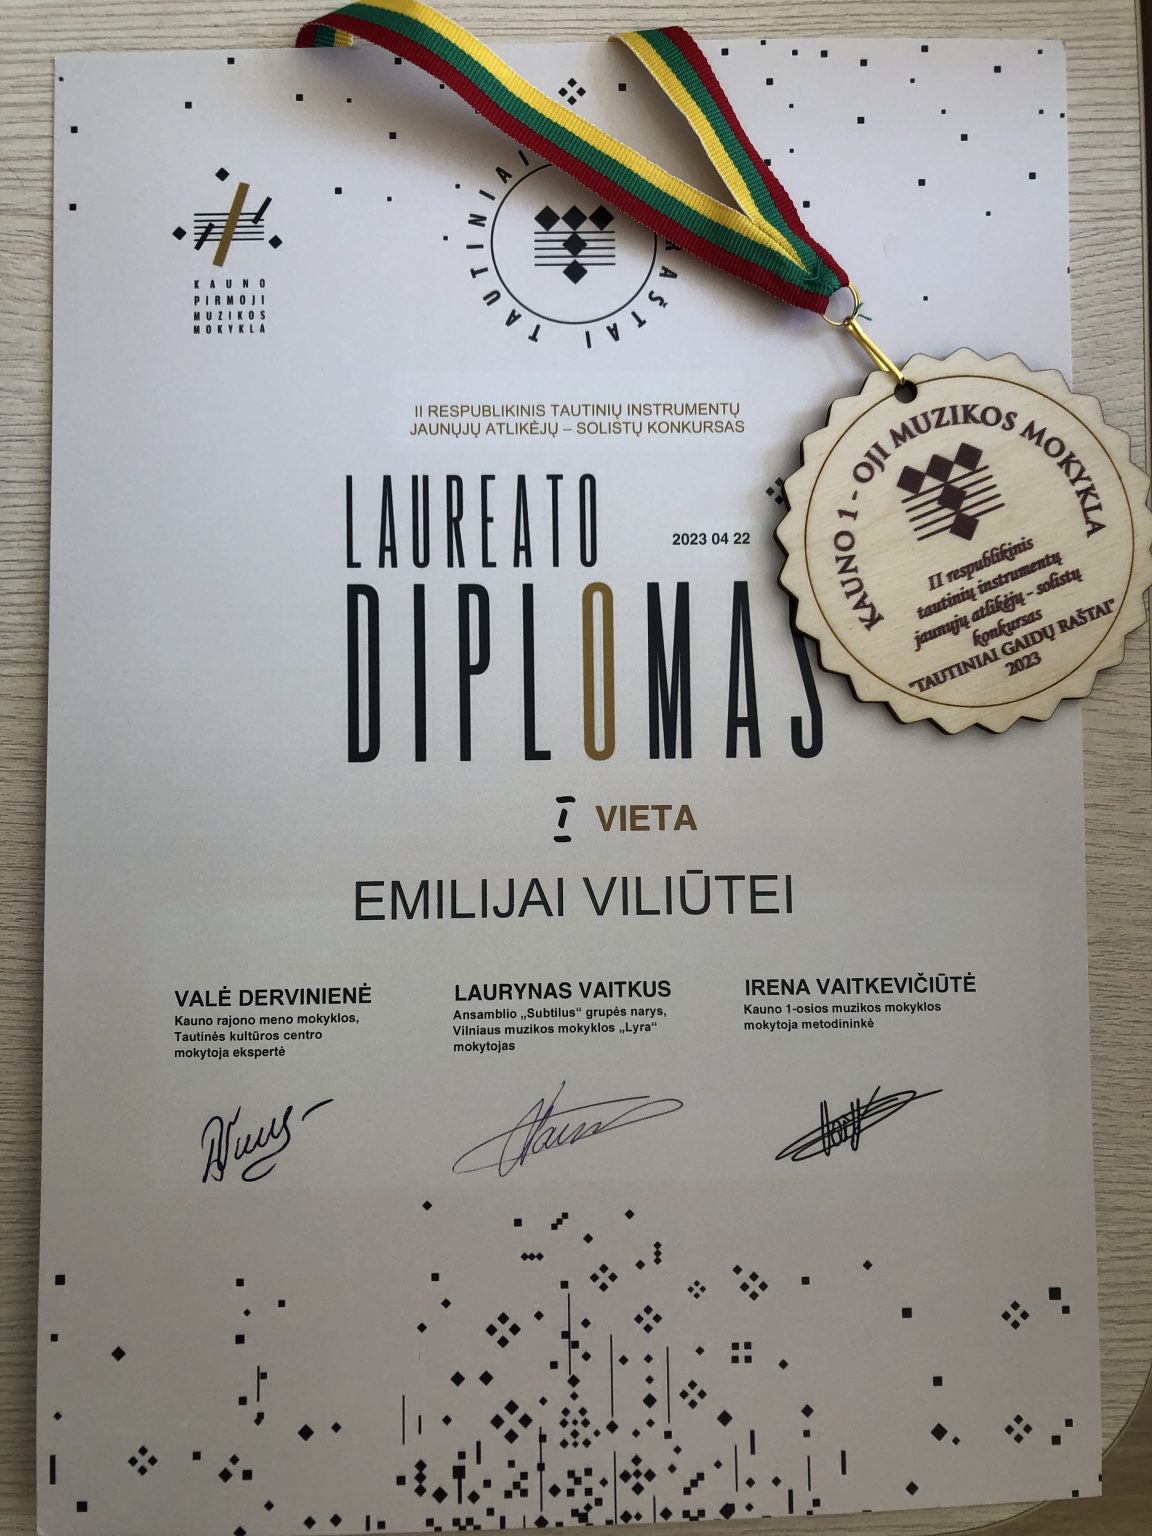 KAUNO
PIRMOJI
MUZIKOS
MOKYKLA
TAUTINIAI
RAŠTAI
II RESPUBLIKINIS TAUTINIŲ INSTRUMENTŲ
JAUNŲJŲ ATLIKĖJŲ – SOLISTŲ KONKURSAS
LAUREATO
2023 04 22
DIPLOMAS
I VIETA
EMILIJAI VILIŪTEI
VALĖ DERVINIENĖ
Kauno rajono meno mokyklos,
Tautinės kultūros centro
mokytoja ekspertė
LAURYNAS VAITKUS
Ansamblio „Subtilus“ grupės narys,
Vilniaus muzikos mokyklos „Lyra“
mokytojas
IRENA VAITKEVIČIŪTĖ
Kauno 1-osios muzikos mokyklos
mokytoja metodininkė
KAUNO 1 - OJI MUZIKOS MOKYKLA
II respublikinis
tautinių instrumentų
jaunųjų atlikėjų - solistų
konkursas
"TAUTINIAI GAIDŲ RAŠTAI"
2023